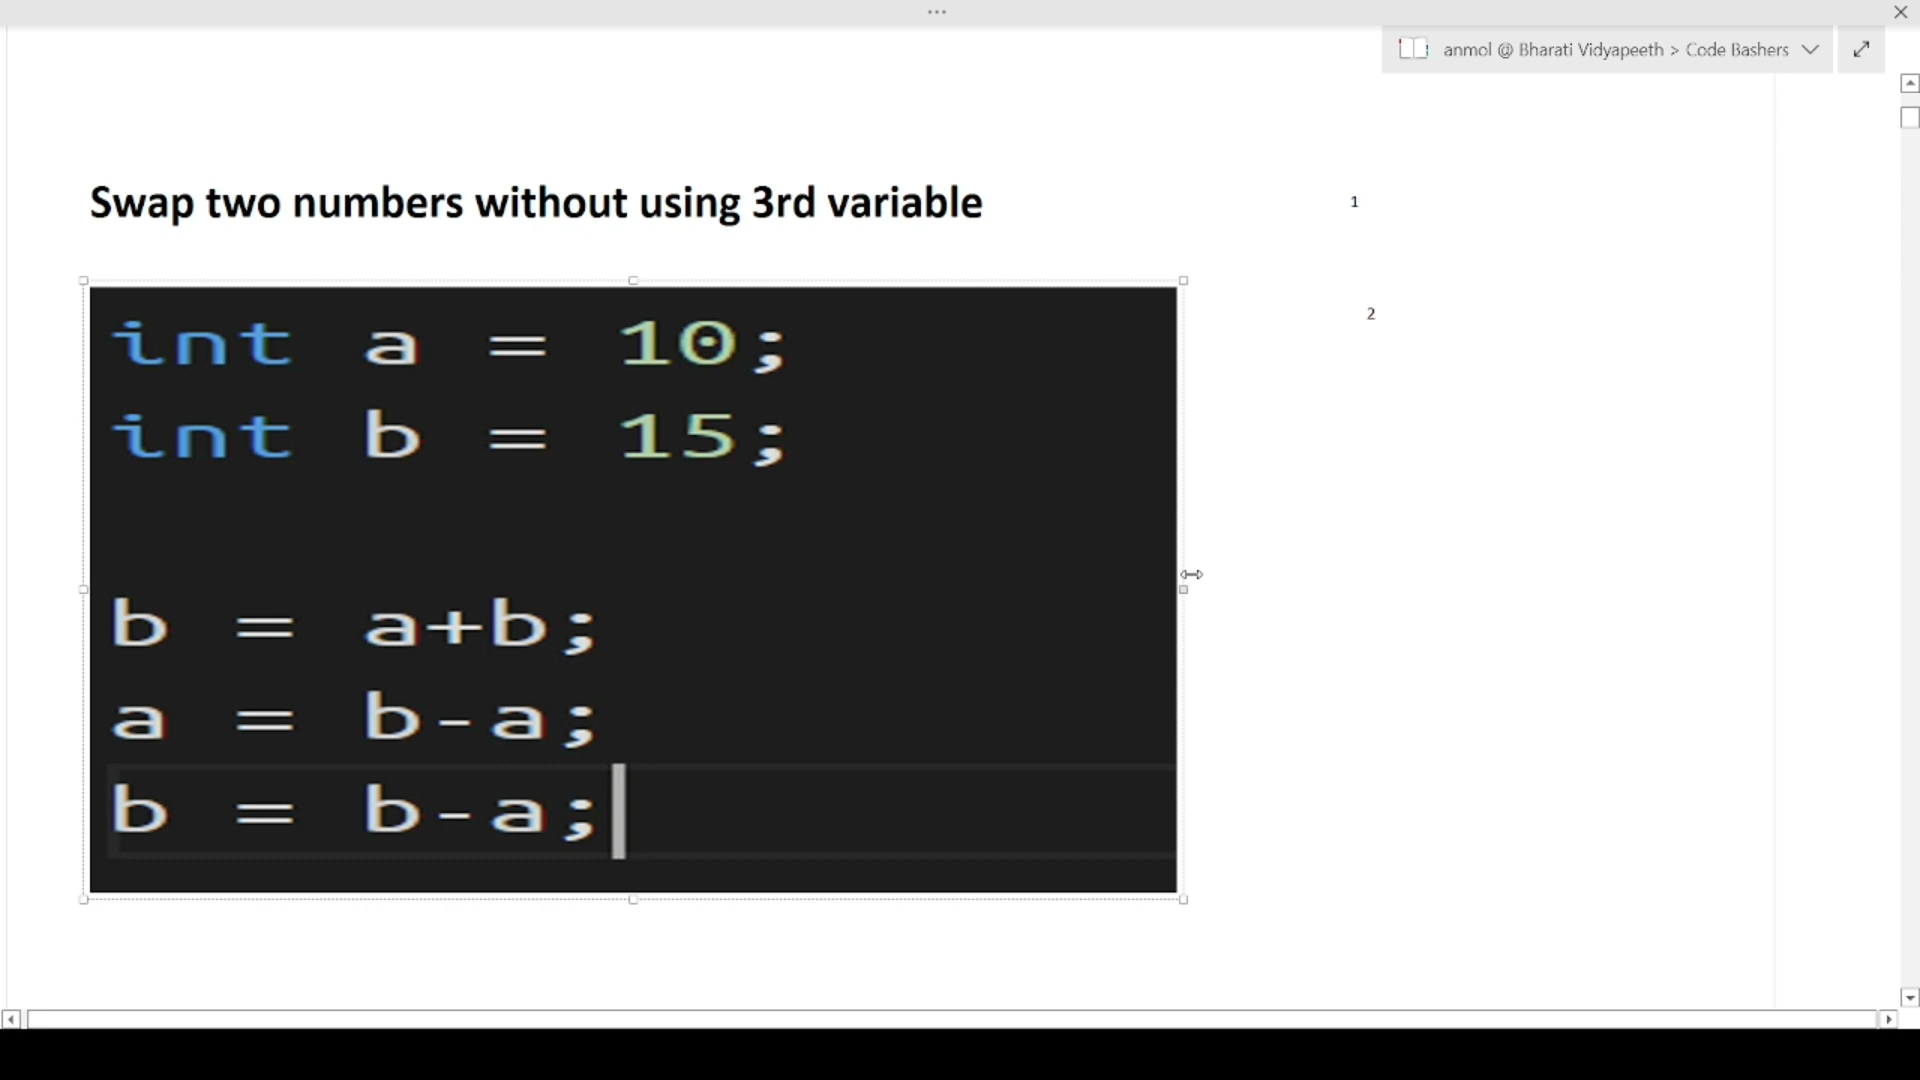 anmol @ Bharati Vidyapeeth > Code Bashers
Swap two numbers without using 3rd variable
1
2
int a = 10;
int b = 15;
b = a+b;
a = b-a;
b = b-a;